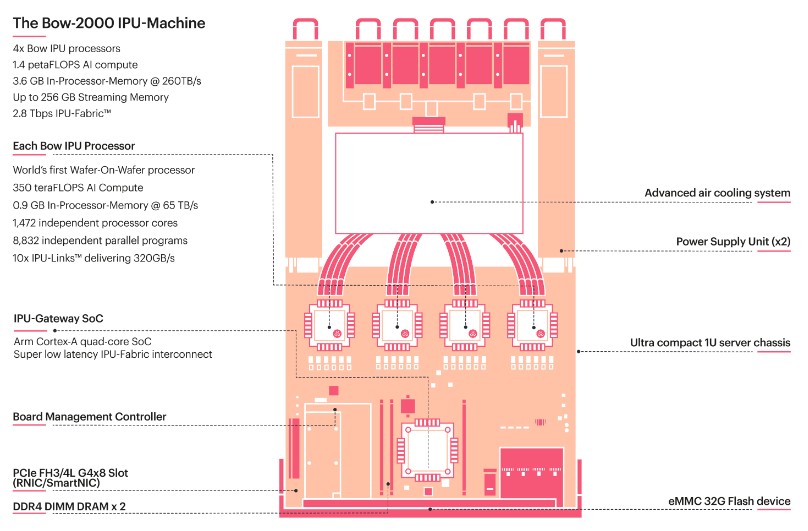 The Bow-2000 IPU-Machine
4x Bow IPU processors
1.4 petaFLOPS AI compute
3.6 GB In-Processor-Memory @ 260TB/s
Up to 256 GB Streaming Memory
2.8 Tbps IPU-Fabric™
Each Bow IPU Processor
World's first Wafer-On-Wafer processor
350 teraFLOPS AI Compute
0.9 GB In-Processor-Memory @ 65 TB/s
1,472 independent processor cores
8,832 independent parallel programs
10x IPU-Links™ delivering 320GB/s
IPU-Gateway SoC
Arm Cortex-A quad-core SoC
Super low latency IPU-Fabric interconnect
Board Management Controller
PCIe FH3/4L G4x8 Slot
(RNIC/SmartNIC)
DDR4 DIMM DRAM x 2
Advanced air cooling system
Power Supply Unit (x2)
Ultra compact 1U server chassis
eMMC 32G Flash device